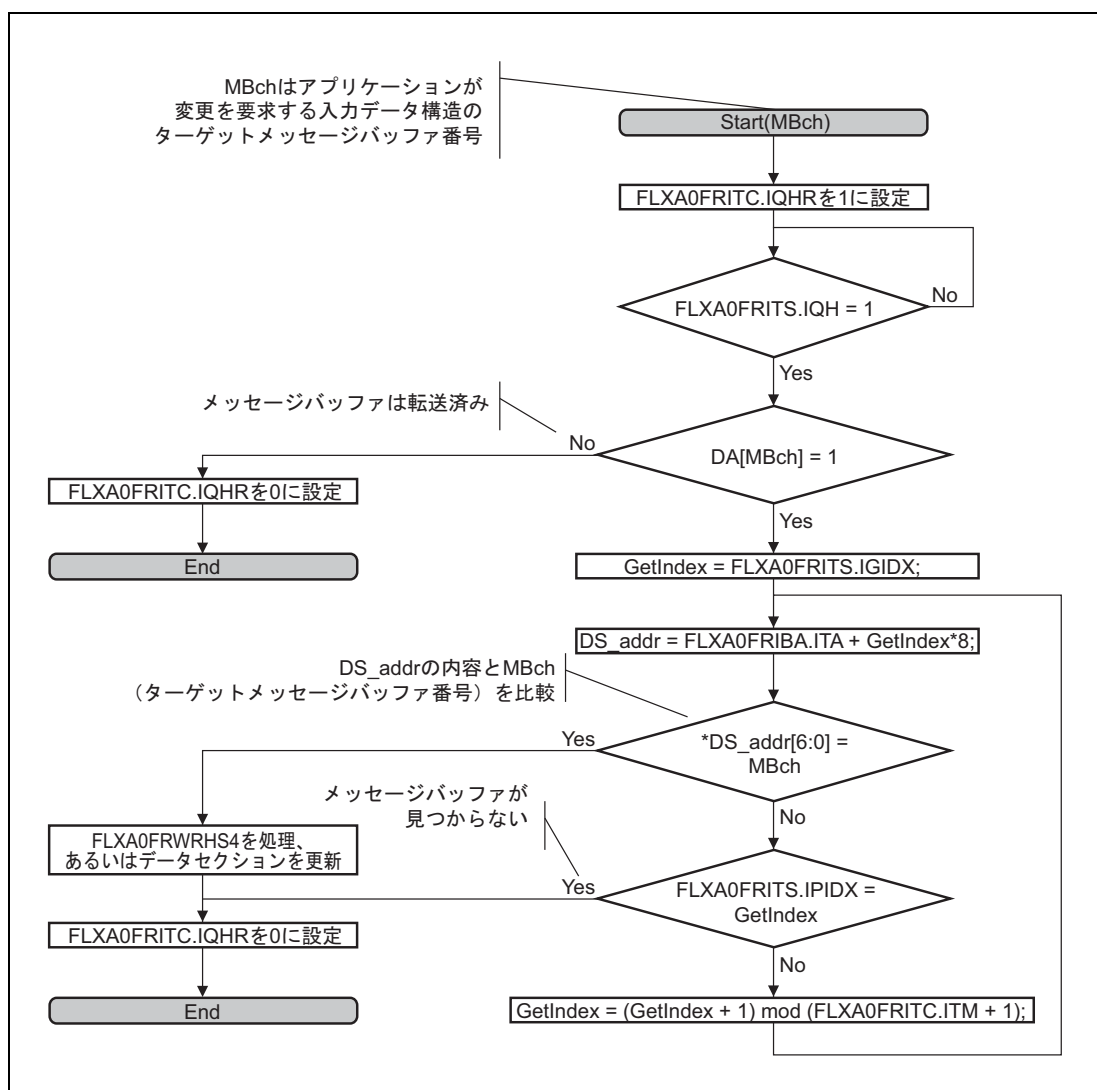 MBchはアプリケーションが
変更を要求する入力データ構造の
ターゲットメッセージバッファ番号
Start(MBch)
FLXA0FRITC.IQHRを1に設定
FLXA0FRITS.IQH = 1
No
Yes
メッセージバッファは転送済み
No
DA[MBch] = 1
FLXA0FRITC.IQHRを0に設定
Yes
End
GetIndex = FLXA0FRITS.IGIDX;
DS_addr = FLXA0FRIBA.ITA + GetIndex*8;
DS_addrの内容とMBch
（ターゲットメッセージバッファ番号）を比較
Yes
*DS_addr[6:0] =
MBch
メッセージバッファが
見つからない
No
FLXA0FRWRHS4を処理、
あるいはデータセクションを更新
Yes
FLXA0FRITS.IPIDX =
GetIndex
FLXA0FRITC.IQHRを0に設定
No
End
GetIndex = (GetIndex + 1) mod (FLXA0FRITC.ITM + 1);